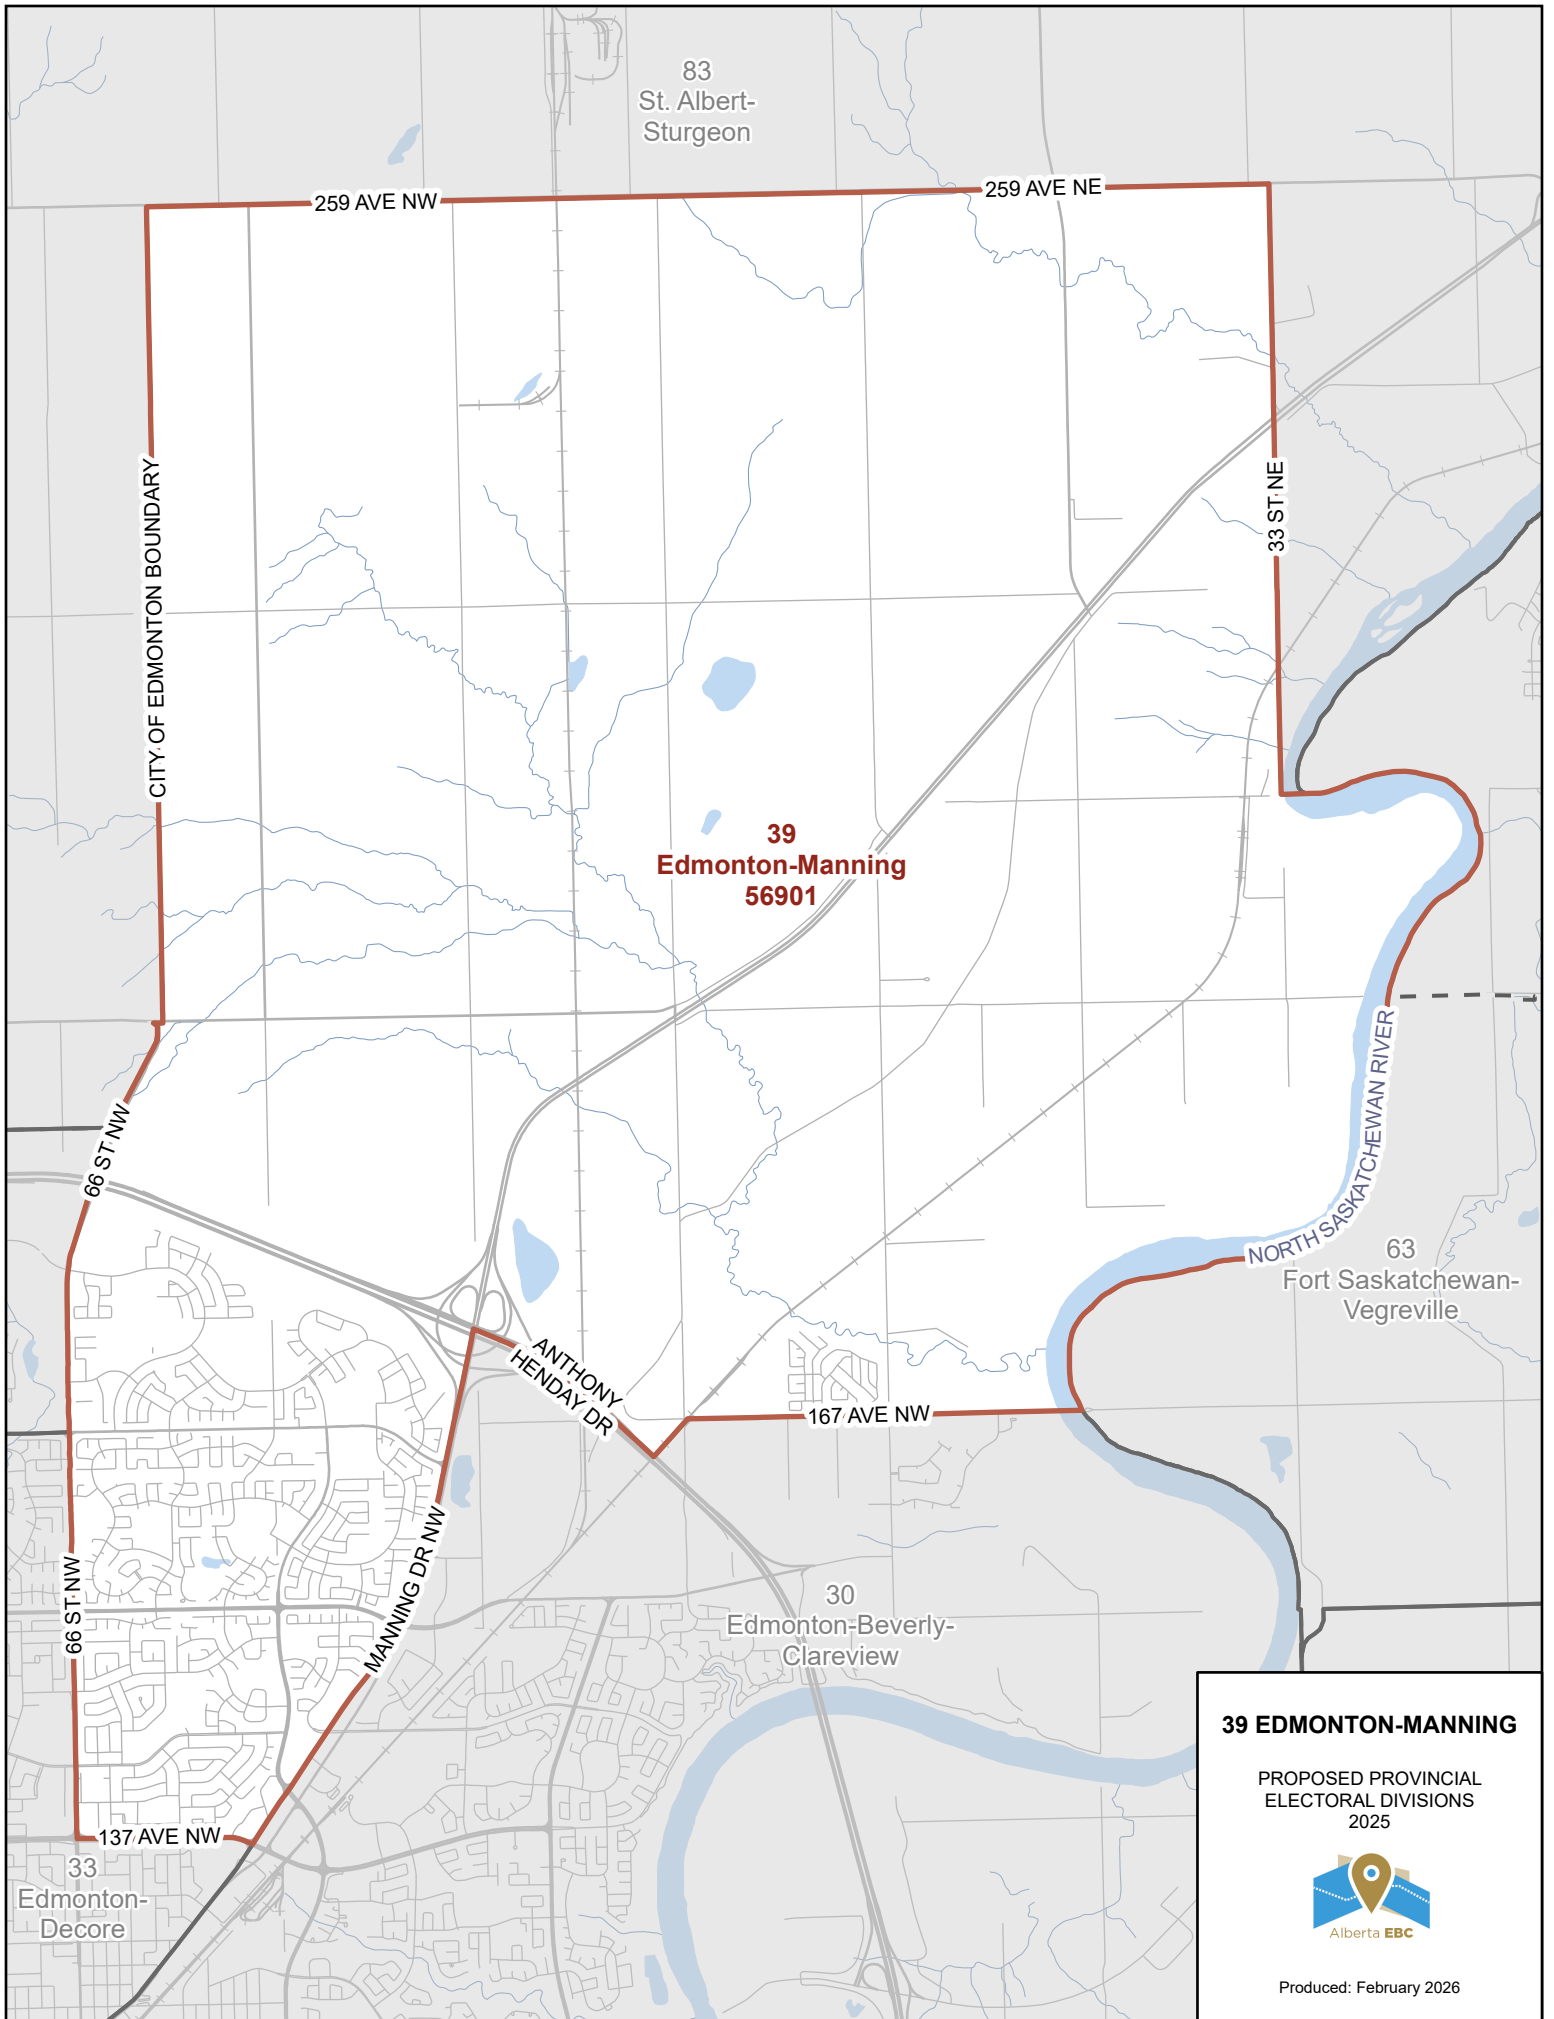 83
St. Albert-
Sturgeon
259 AVE NW
259 AVE NE
CITY OF EDMONTON BOUNDARY
33 ST NE
39
Edmonton-Manning
56901
66 ST NW
NORTH SASKATCHEWAN RIVER
63
Fort Saskatchewan-
Vegreville
ANTHONY
HENDAY DR
167 AVE NW
MANNING DR NW
66 ST NW
30
Edmonton-Beverly-
Clareview
137 AVE NW
33
Edmonton-
Decore
39 EDMONTON-MANNING
PROPOSED PROVINCIAL
ELECTORAL DIVISIONS
2025
Alberta EBC
Produced: February 2026